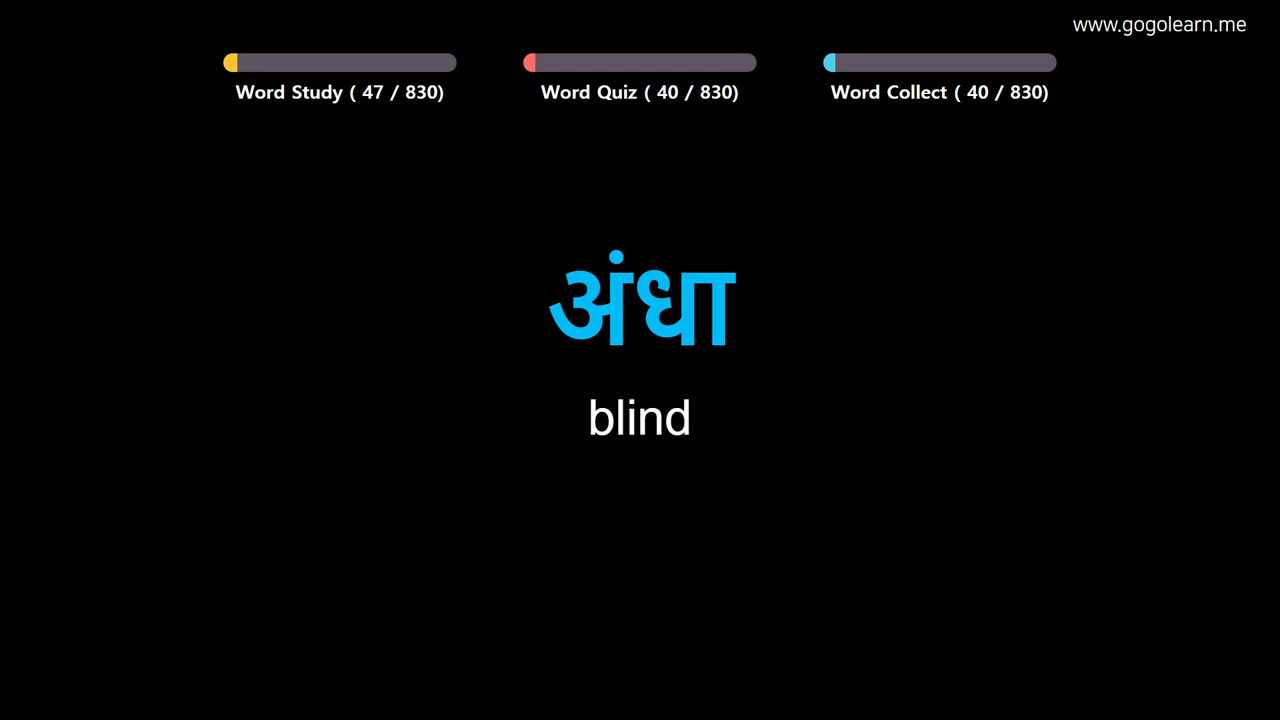 www.gogolearn.me
Word Study ( 47 / 830)
Word Quiz ( 40 / 830)
Word Collect ( 40 / 830)
अंधा
blind